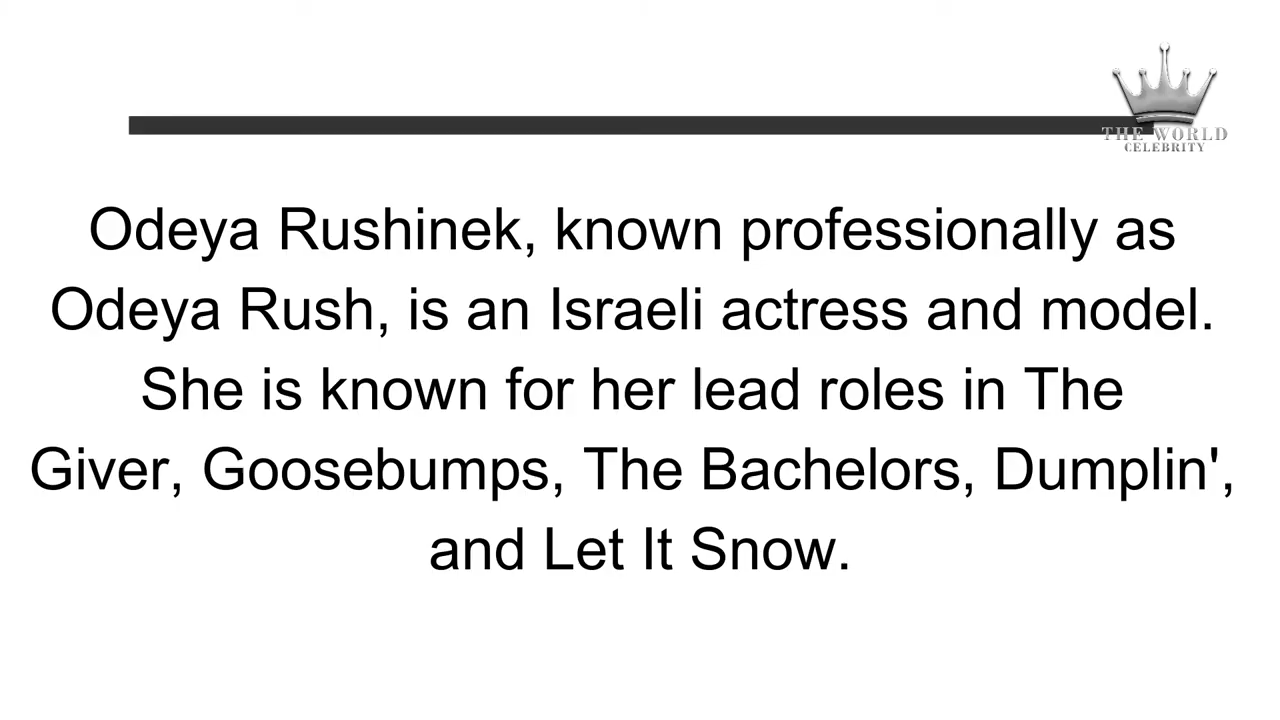 THE WORLD
CELEBRITY
Odeya Rushinek, known professionally as
Odeya Rush, is an Israeli actress and model.
She is known for her lead roles in The
Giver, Goosebumps, The Bachelors, Dumplin',
and Let It Snow.